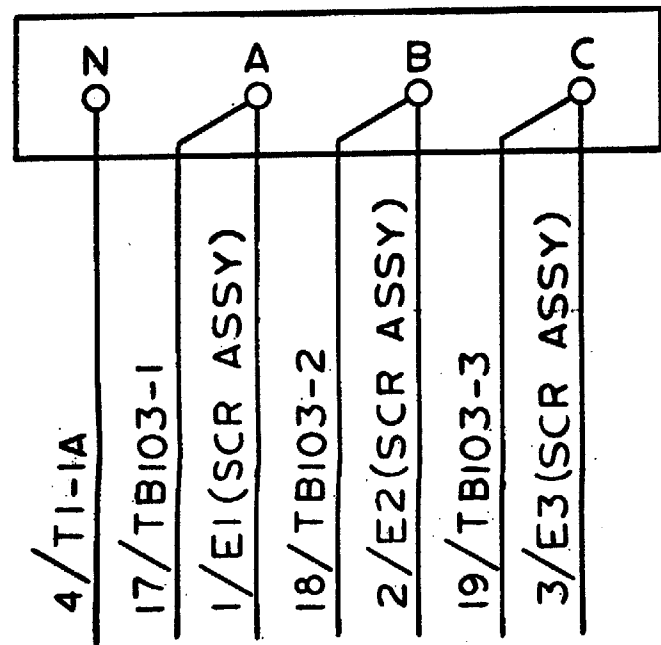 N
A
B
C
4/T1-1A
17/TB103-1
1/E1(SCR ASSY)
18/TB103-2
2/E2(SCR ASSY)
19/TB103-3
3/E3(SCR ASSY)